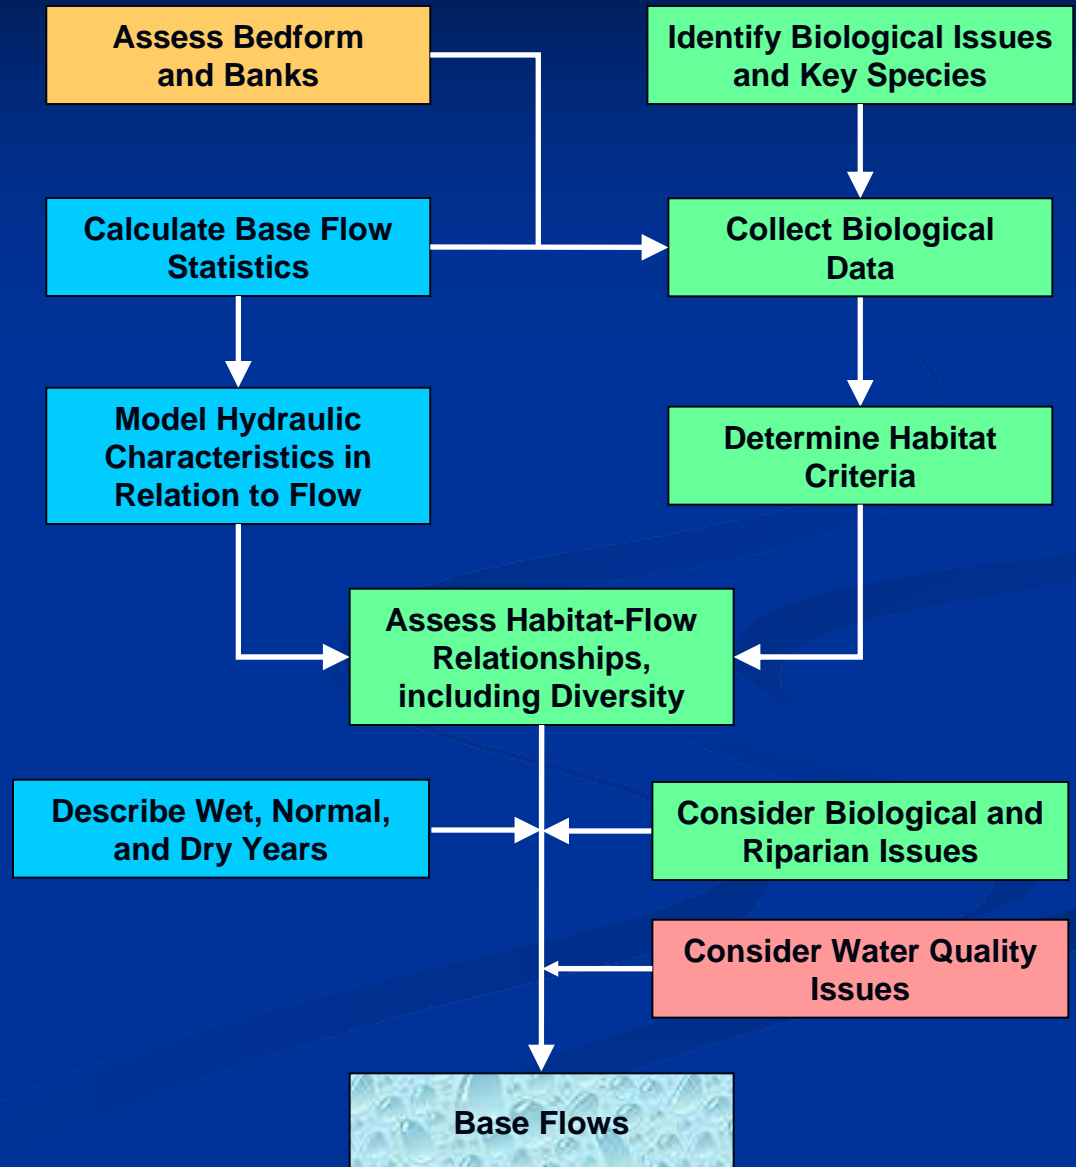 Assess Bedform
and Banks
Identify Biological Issues
and Key Species
Calculate Base Flow
Statistics
Collect Biological
Data
Model Hydraulic
Characteristics in
Relation to Flow
Determine Habitat
Criteria
Assess Habitat-Flow
Relationships,
including Diversity
Describe Wet, Normal,
and Dry Years
Consider Biological and
Riparian Issues
Consider Water Quality
Issues
Base Flows